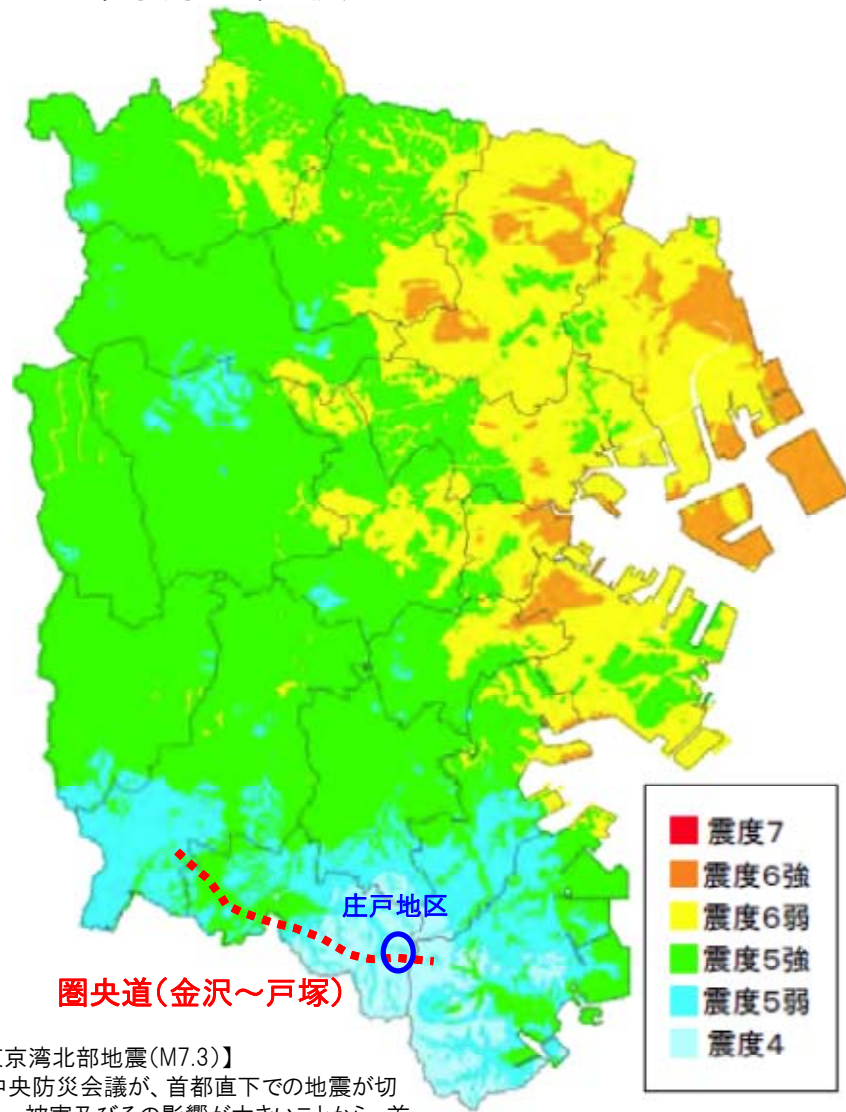 庄戸地区
圏央道(金沢～戸塚)
震度7
震度6強
震度6弱
震度5強
震度5弱
震度4
京湾北部地震(M7.3)】
中央防災会議が、首都直下での地震が切